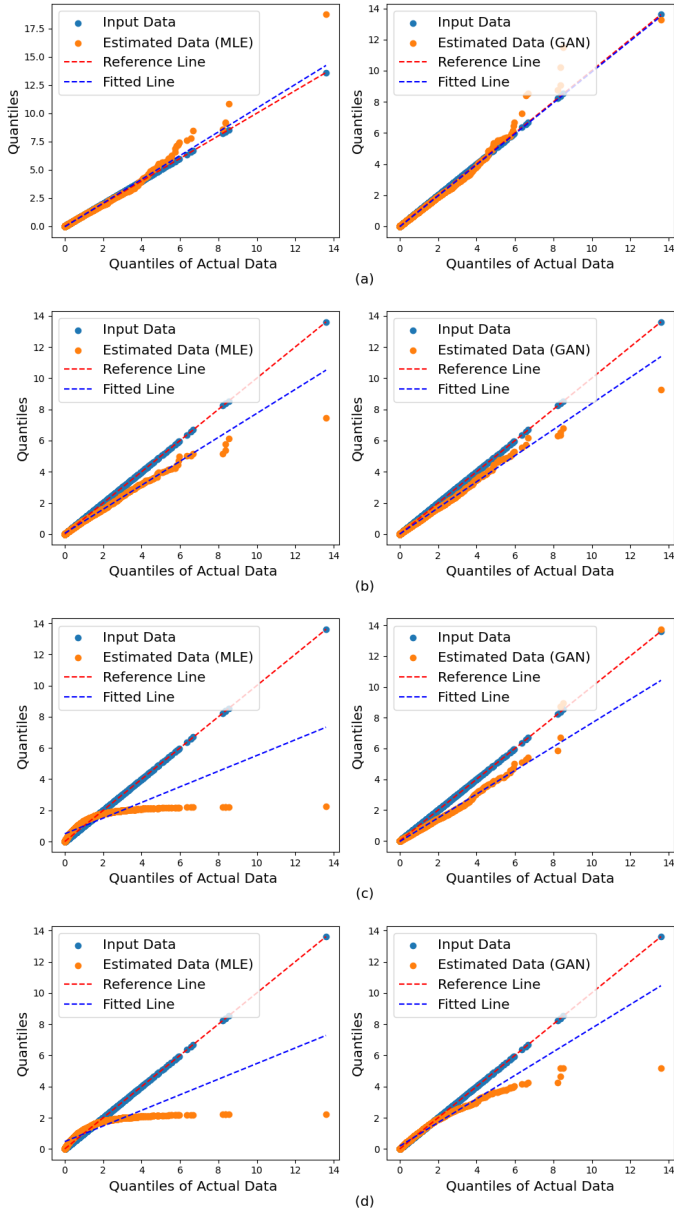 Input Data
Estimated Data (MLE)
Reference Line
Fitted Line
17.5
15.0
12.5
10.0
7.5
5.0
2.5
0.0
Quantiles
0 2 4 6 8 10 12 14
Quantiles of Actual Data
Input Data
Estimated Data (GAN)
Reference Line
Fitted Line
14
12
10
8
6
4
2
0
Quantiles
0 2 4 6 8 10 12 14
Quantiles of Actual Data
(a)
Input Data
Estimated Data (MLE)
Reference Line
Fitted Line
14
12
10
8
6
4
2
0
Quantiles
0 2 4 6 8 10 12 14
Quantiles of Actual Data
Input Data
Estimated Data (GAN)
Reference Line
Fitted Line
14
12
10
8
6
4
2
0
Quantiles
0 2 4 6 8 10 12 14
Quantiles of Actual Data
(b)
Input Data
Estimated Data (MLE)
Reference Line
Fitted Line
14
12
10
8
6
4
2
0
Quantiles
0 2 4 6 8 10 12 14
Quantiles of Actual Data
Input Data
Estimated Data (GAN)
Reference Line
Fitted Line
14
12
10
8
6
4
2
0
Quantiles
0 2 4 6 8 10 12 14
Quantiles of Actual Data
(c)
Input Data
Estimated Data (MLE)
Reference Line
Fitted Line
14
12
10
8
6
4
2
0
Quantiles
0 2 4 6 8 10 12 14
Quantiles of Actual Data
Input Data
Estimated Data (GAN)
Reference Line
Fitted Line
14
12
10
8
6
4
2
0
Quantiles
0 2 4 6 8 10 12 14
Quantiles of Actual Data
(d)